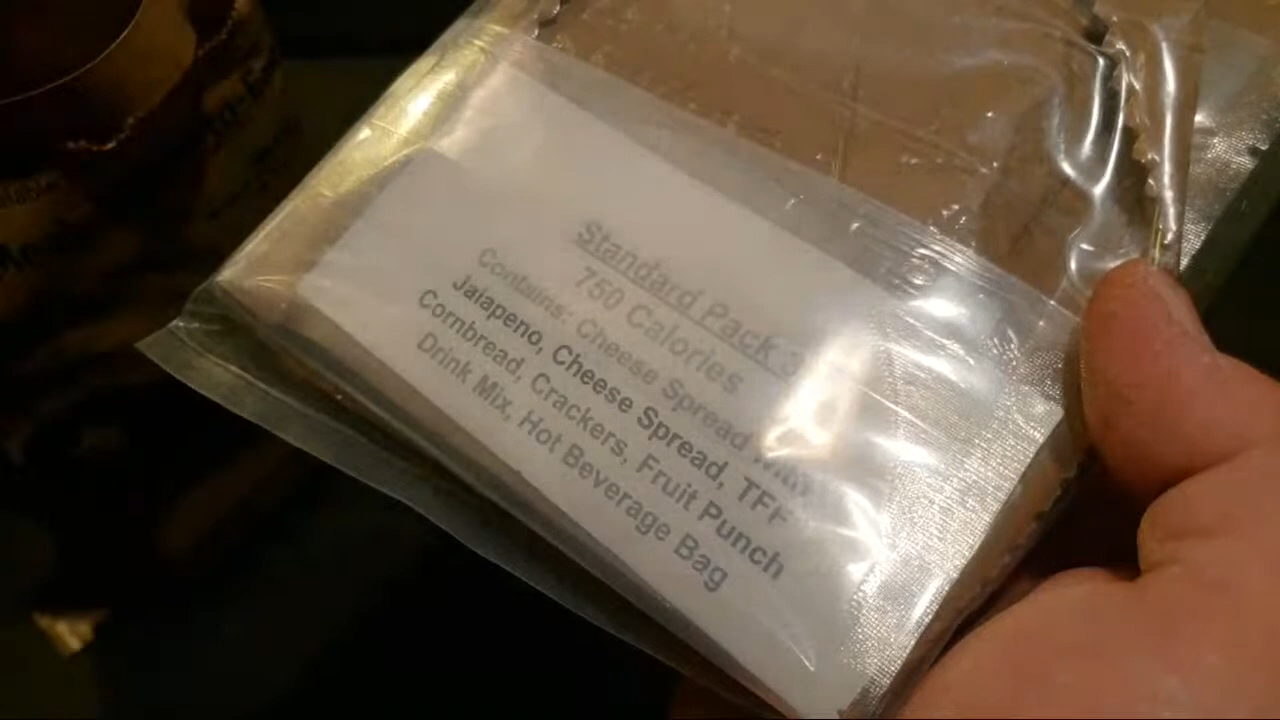 Standard Pack 3
750 Calories
Contains: Cheese Spread with
Jalapeno, Cheese Spread, TFF
Cornbread, Crackers, Fruit Punch
Drink Mix, Hot Beverage Bag